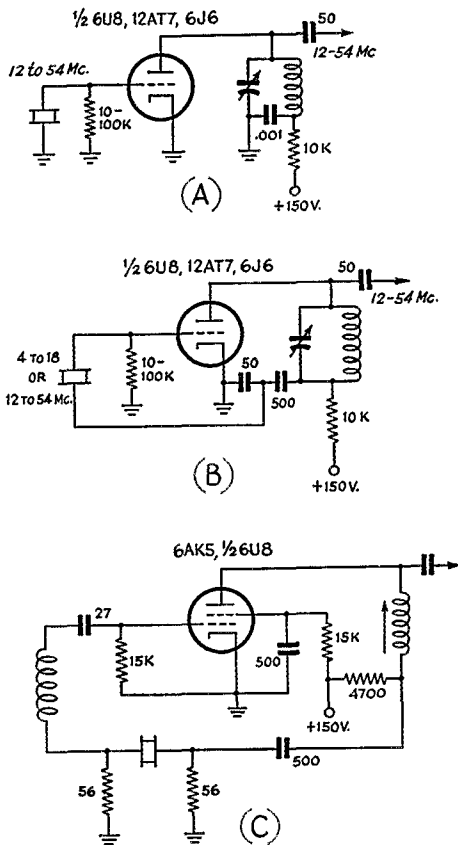 ½ 6U8, 12AT7, 6J6
50
12-54 Mc.
12 to 54 Mc.
10-
100K
.001
10K
+150V.
(A)
½ 6U8, 12AT7, 6J6
50
12-54 Mc.
4 TO 18
OR
12 TO 54 Mc.
10-
100K
50
500
10 K
+150V.
(B)
6AK5, ½ 6U8
27
15K
500
15K
4700
+150V.
500
56
56
(C)